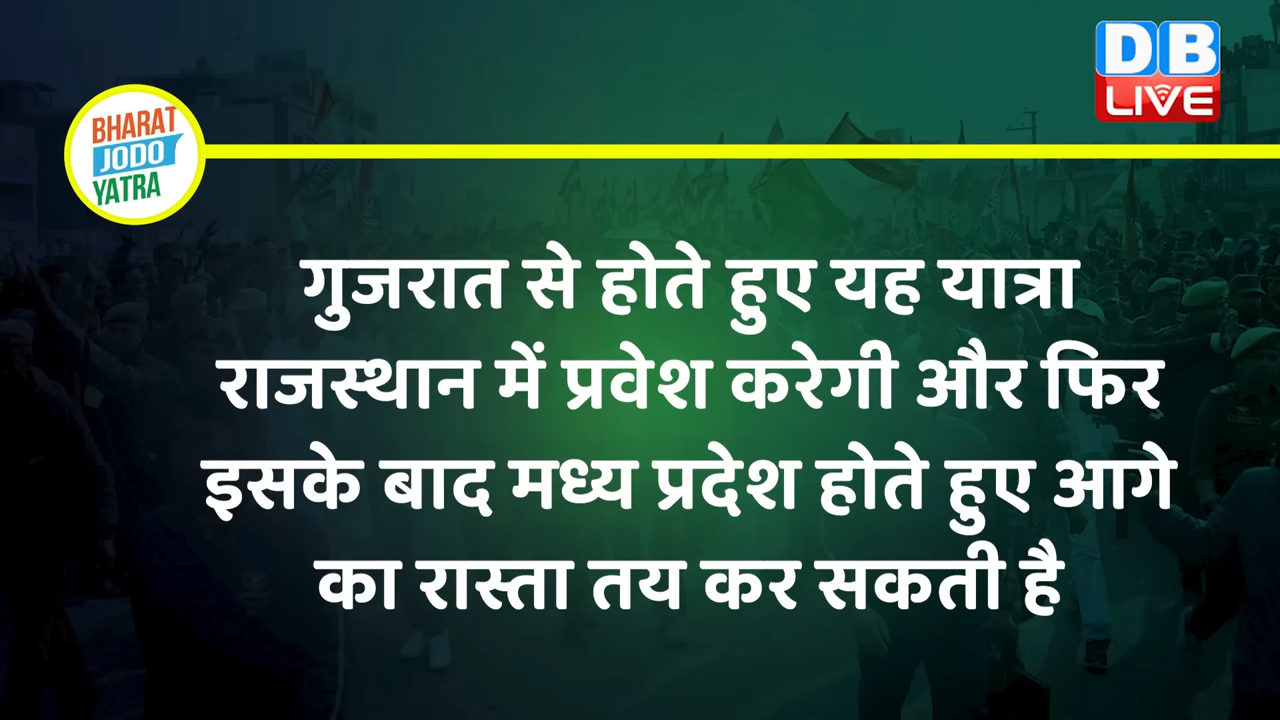 DB
LIVE
BHARAT
JODO
YATRA
गुजरात से होते हुए यह यात्रा
राजस्थान में प्रवेश करेगी और फिर
इसके बाद मध्य प्रदेश होते हुए आगे
का रास्ता तय कर सकती है